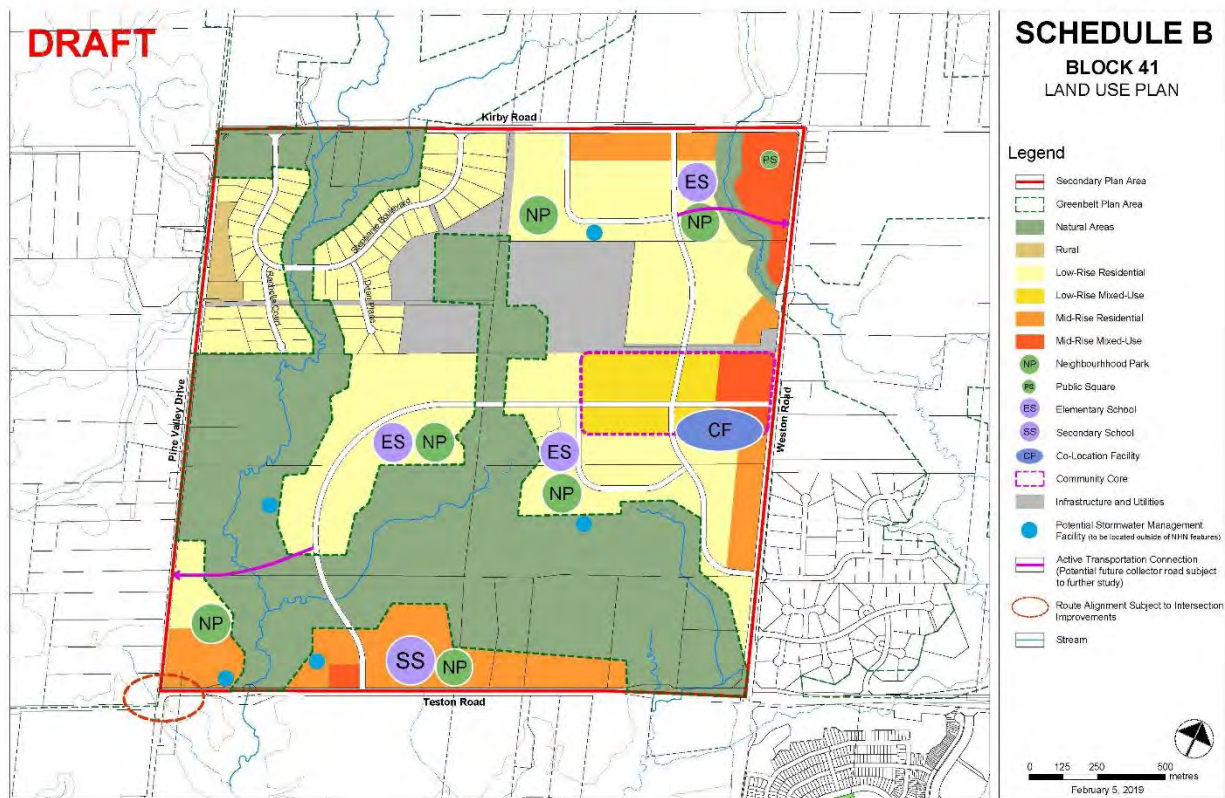 DRAFT
SCHEDULE B
BLOCK 41
LAND USE PLAN
Kirby Road
PS
ES
NP
NP
Stephanie Boulevard
Pine Valley Drive
Weston Road
CF
ES
NP
ES
NP
NP
SS
NP
Teston Road
Legend
Secondary Plan Area
Greenbelt Plan Area
Natural Areas
Rural
Low-Rise Residential
Low-Rise Mixed-Use
Mid-Rise Residential
Mid-Rise Mixed-Use
NP Neighbourhhood Park
PS Public Square
ES Elementary School
SS Secondary School
CF Co-Location Facility
Community Core
Infrastructure and Utilities
Potential Stormwater Management
Facility (to be located outside of NHN features)
Active Transportation Connection
(Potential future collector road subject
to further study)
Route Alignment Subject to Intersection
Improvements
Stream
0 125 250 500
metres
February 5, 2019